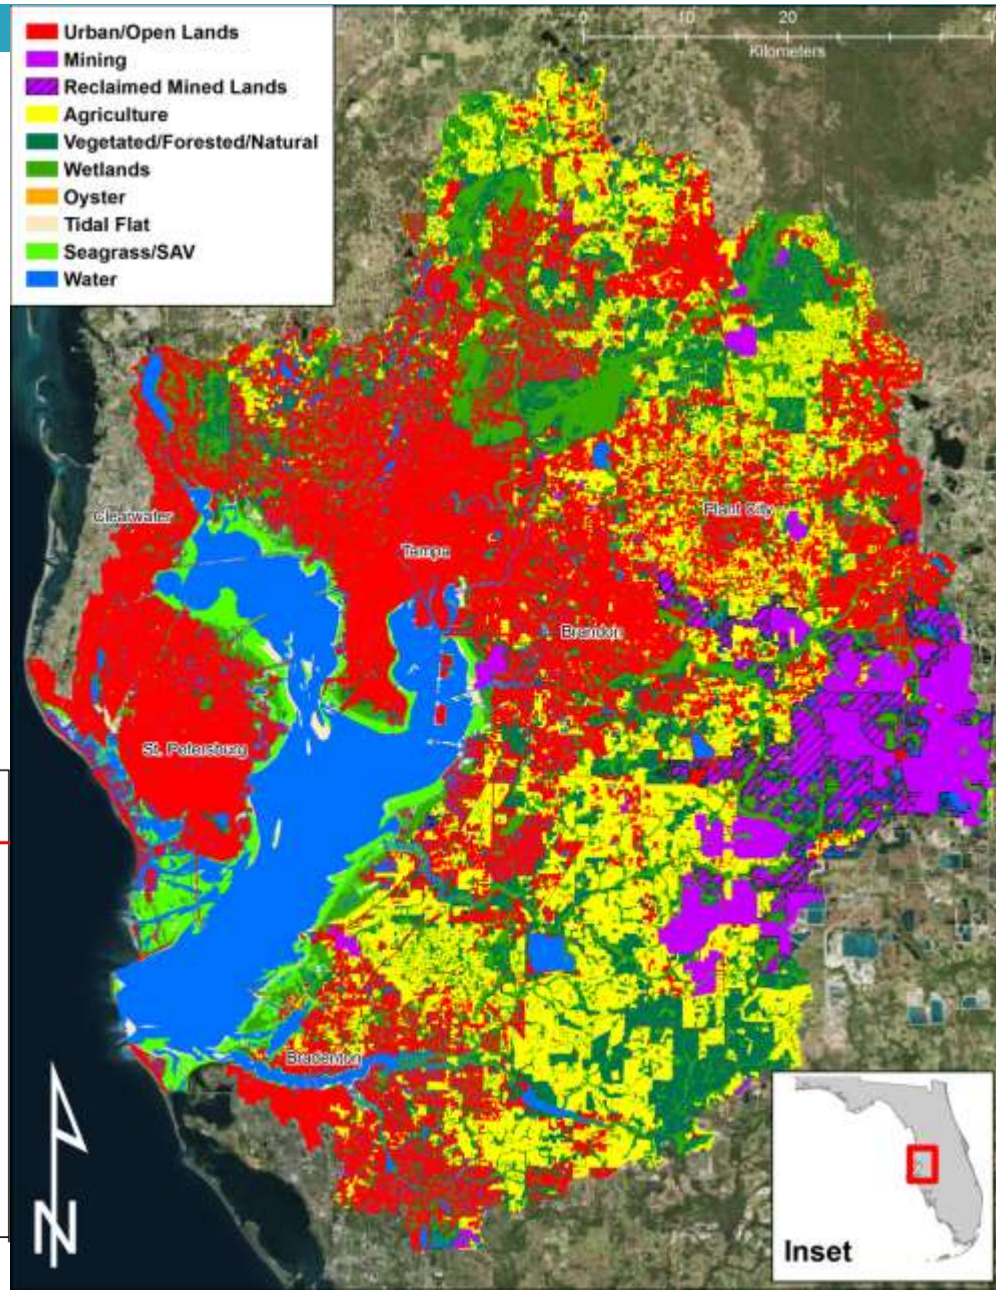 Urban/Open Lands
Mining
Reclaimed Mined Lands
Agriculture
Vegetated/Forested/Natural
Wetlands
Oyster
Tidal Flat
Seagrass/SAV
Water
0 10 20 40
Kilometers
Clearwater
Tampa
Plant City
Brandon
St. Petersburg
Bradenton
N
Inset